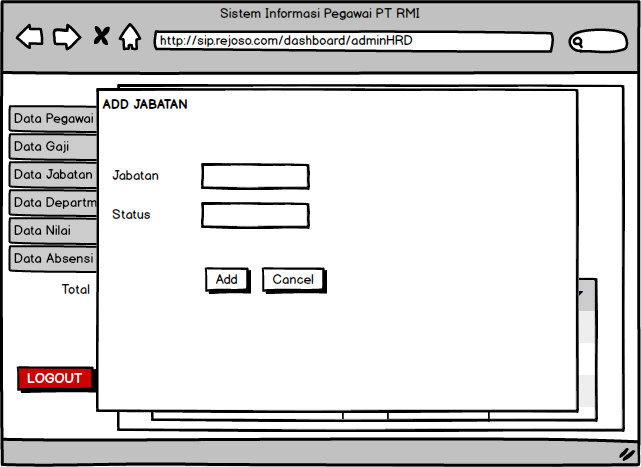 Sistem Informasi Pegawai PT RMI
http://sip.rejoso.com/dashboard/adminHRD
ADD JABATAN
Data Pegawai
Data Gaji
Data Jabatan
Data Departm
Data Nilai
Data Absensi
Total
LOGOUT
Jabatan
Status
Add
Cancel